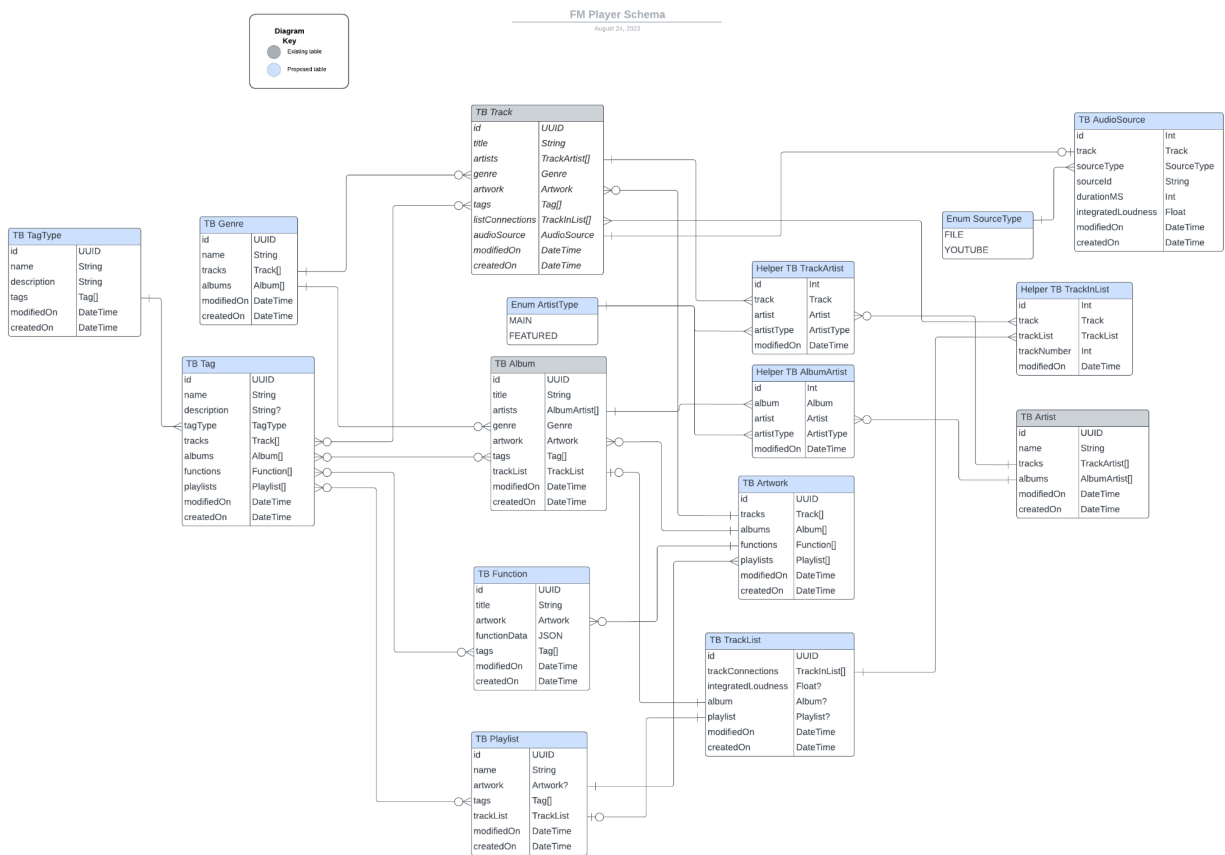 FM Player Schema
August 24, 2023
Diagram
Key
Existing table
Proposed table
TB Track
id UUID
title String
artists TrackArtist[]
genre Genre
artwork Artwork
tags Tag[]
listConnections TrackInList[]
audioSource AudioSource
modifiedOn DateTime
createdOn DateTime
TB AudioSource
id Int
track Track
sourceType SourceType
sourceId String
durationMS Int
integratedLoudness Float
modifiedOn DateTime
createdOn DateTime
Enum SourceType
FILE
YOUTUBE
TB TagType
id UUID
name String
description String
tags Tag[]
modifiedOn DateTime
createdOn DateTime
TB Genre
id UUID
name String
tracks Track[]
albums Album[]
modifiedOn DateTime
createdOn DateTime
Enum ArtistType
MAIN
FEATURED
Helper TB TrackArtist
id Int
track Track
artist Artist
artistType ArtistType
modifiedOn DateTime
Helper TB TrackInList
id Int
track Track
trackList TrackList
trackNumber Int
modifiedOn DateTime
TB Tag
id UUID
name String
description String?
tagType TagType
tracks Track[]
albums Album[]
functions Function[]
playlists Playlist[]
modifiedOn DateTime
createdOn DateTime
TB Album
id UUID
title String
artists AlbumArtist[]
genre Genre
artwork Artwork
tags Tag[]
trackList TrackList
modifiedOn DateTime
createdOn DateTime
Helper TB AlbumArtist
id Int
album Album
artist Artist
artistType ArtistType
modifiedOn DateTime
TB Artist
id UUID
name String
tracks TrackArtist[]
albums AlbumArtist[]
modifiedOn DateTime
createdOn DateTime
TB Artwork
id UUID
tracks Track[]
albums Album[]
functions Function[]
playlists Playlist[]
modifiedOn DateTime
createdOn DateTime
TB Function
id UUID
title String
artwork Artwork
functionData JSON
tags Tag[]
modifiedOn DateTime
createdOn DateTime
TB TrackList
id UUID
trackConnections TrackInList[]
integratedLoudness Float?
album Album?
playlist Playlist?
modifiedOn DateTime
createdOn DateTime
TB Playlist
id UUID
name String
artwork Artwork?
tags Tag[]
trackList TrackList
modifiedOn DateTime
createdOn DateTime